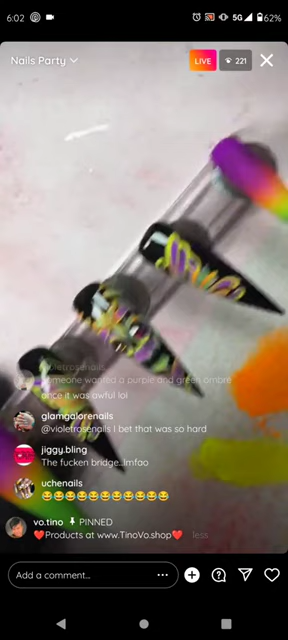 6:02
5G 62%
Nails Party
LIVE
221
violetrosenails
someone wanted a purple and green ombre
once it was awful lol
glamgalorenails
@violetrosenails I bet that was so hard
jiggy.bling
The fucken bridge..lmfao
uchenails
😂😂😂😂😂😂😂😂😂😂😂
vo.tino 📌 PINNED
❤️Products at www.TinoVo.shop❤️ less
Add a comment...